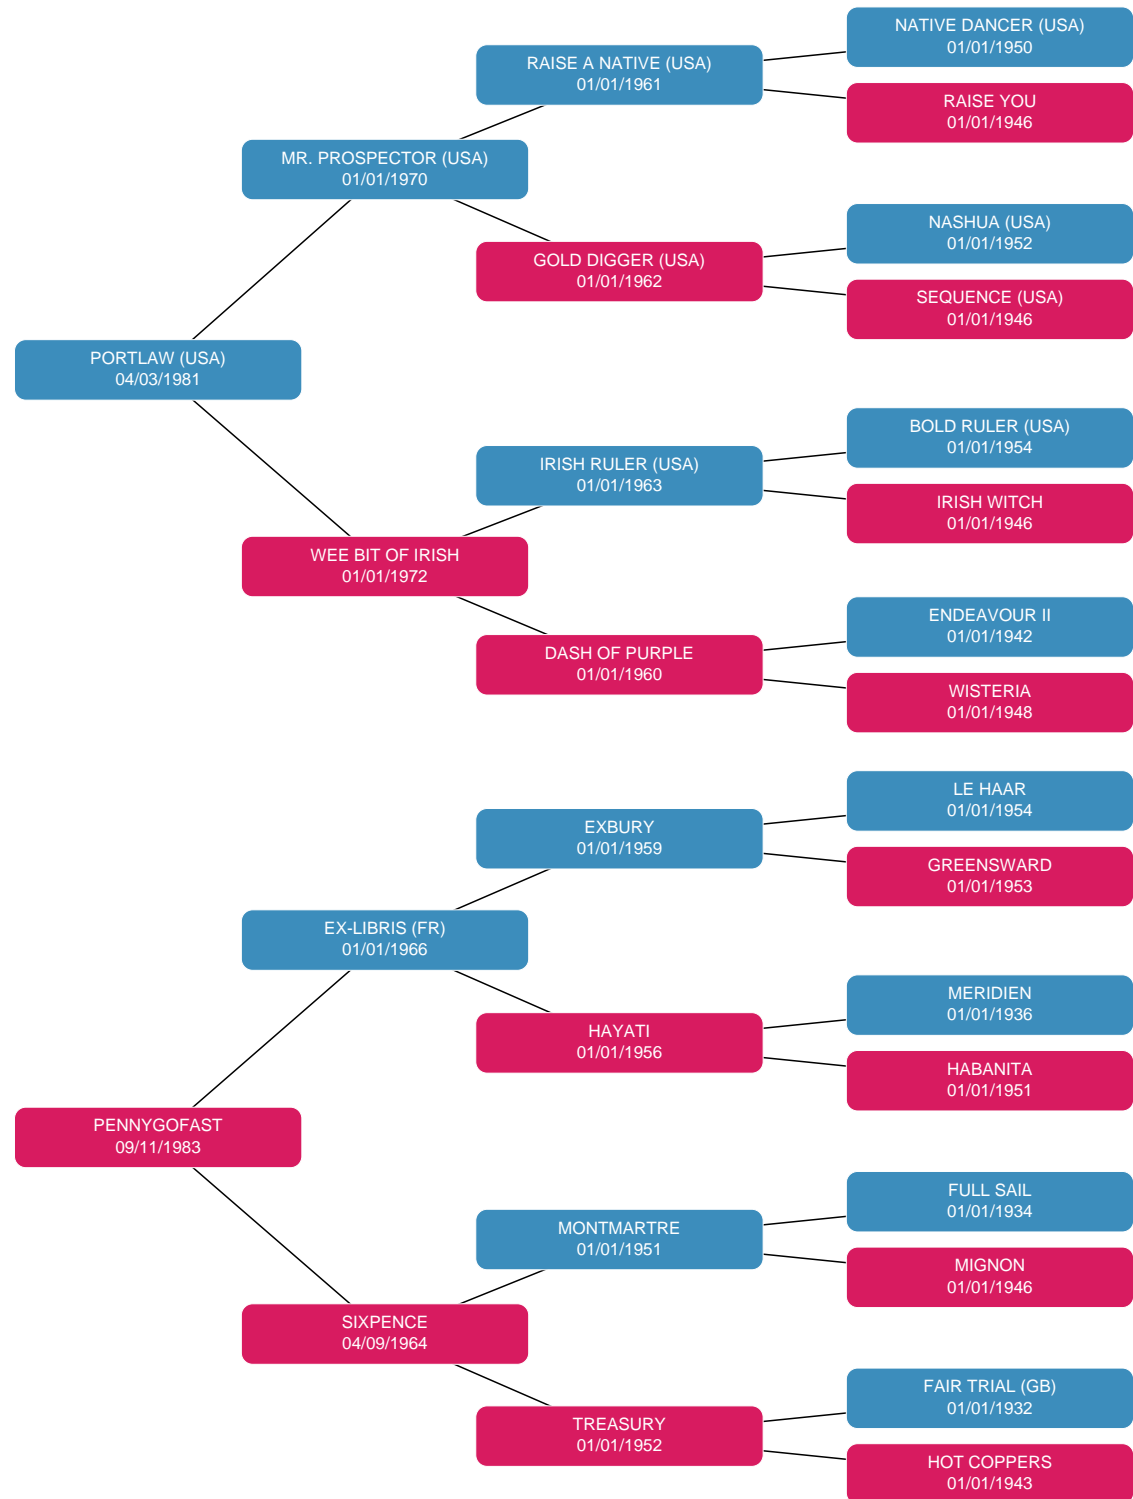 NATIVE DANCER (USA)
01/01/1950
RAISE A NATIVE (USA)
01/01/1961
RAISE YOU
01/01/1946
MR. PROSPECTOR (USA)
01/01/1970
NASHUA (USA)
01/01/1952
GOLD DIGGER (USA)
01/01/1962
SEQUENCE (USA)
01/01/1946
PORTLAW (USA)
04/03/1981
BOLD RULER (USA)
01/01/1954
IRISH RULER (USA)
01/01/1963
IRISH WITCH
01/01/1946
WEE BIT OF IRISH
01/01/1972
ENDEAVOUR II
01/01/1942
DASH OF PURPLE
01/01/1960
WISTERIA
01/01/1948
LE HAAR
01/01/1954
EXBURY
01/01/1959
GREENSWARD
01/01/1953
EX-LIBRIS (FR)
01/01/1966
MERIDIEN
01/01/1936
HAYATI
01/01/1956
HABANITA
01/01/1951
PENNYGOFAST
09/11/1983
FULL SAIL
01/01/1934
MONTMARTRE
01/01/1951
MIGNON
01/01/1946
SIXPENCE
04/09/1964
FAIR TRIAL (GB)
01/01/1932
TREASURY
01/01/1952
HOT COPPERS
01/01/1943